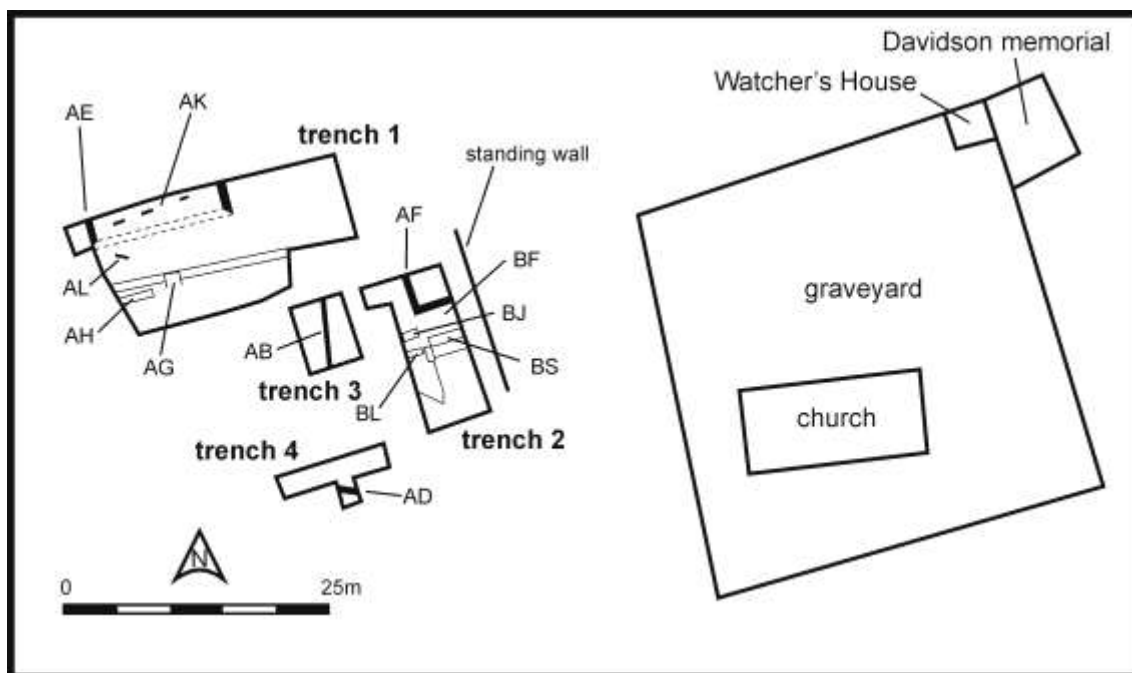 Davidson memorial
Watcher's House
AE
AK
trench 1
standing wall
AF
BF
graveyard
AL
BJ
AH
AB
BS
AG
trench 3
BL
church
trench 4
trench 2
AD
N
0
25m